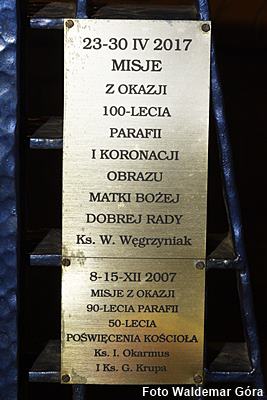 23-30 IV 2017
MISJE
Z OKAZJI
100-LECIA
PARAFII
I KORONACJI
OBRAZU
MATKI BOŻEJ
DOBREJ RADY
Ks. W. Węgrzyniak
8-15-XII 2007
MISJE Z OKAZJI
90-LECIA PARAFII
50-LECIA
POŚWIĘCENIA KOŚCIOŁA
Ks. I. Okarmus
I Ks. G. Krupa
Foto Waldemar Góra